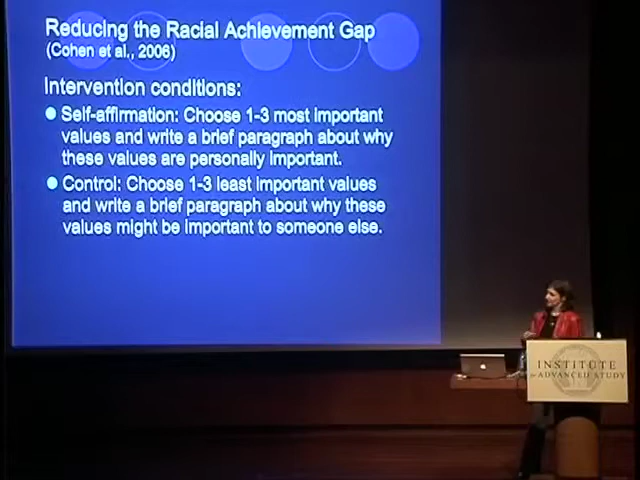 Reducing the Racial Achievement Gap
(Cohen et al., 2006)
Intervention conditions:
Self-affirmation: Choose 1-3 most important
values and write a brief paragraph about why
these values are personally important.
Control: Choose 1-3 least important values
and write a brief paragraph about why these
values might be important to someone else.
INSTITUTE
for ADVANCED STUDY